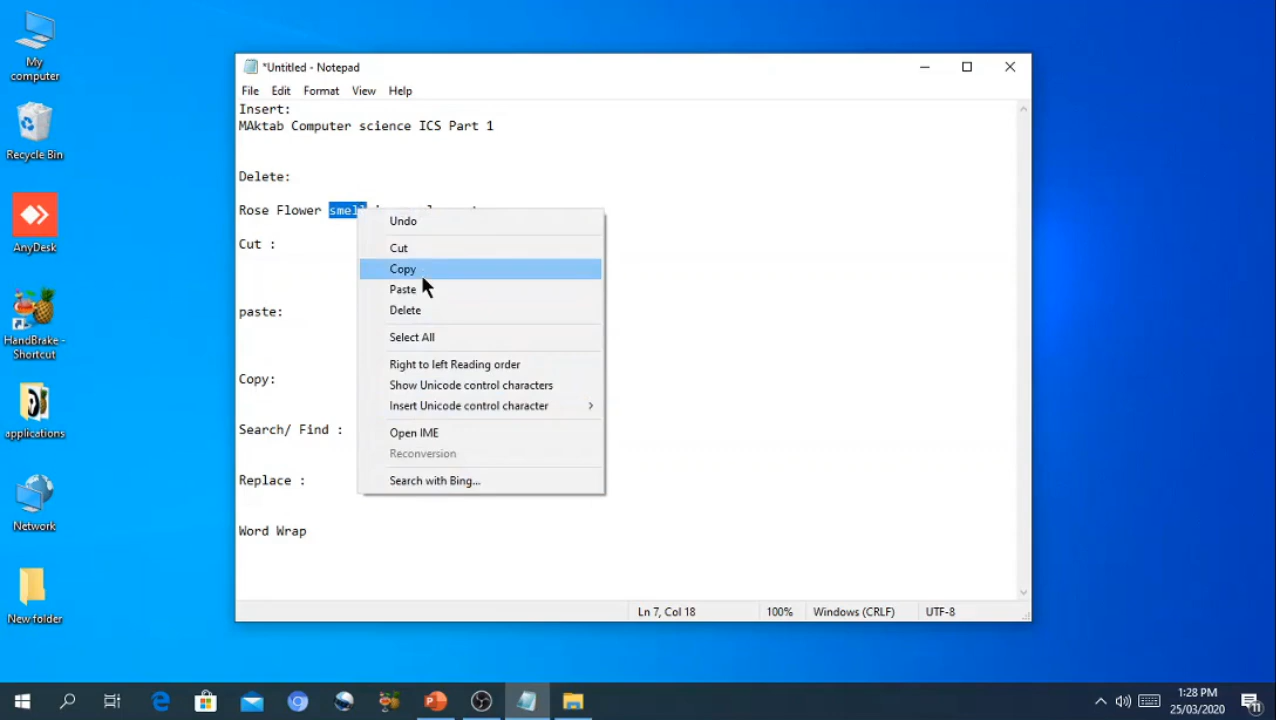 My
computer
Recycle Bin
AnyDesk
HandBrake -
Shortcut
applications
Network
New folder
*Untitled - Notepad
File Edit Format View Help
Insert:
MAktab Computer science ICS Part 1
Delete:
Rose Flower smell
Cut :
paste:
Copy:
Search/ Find :
Replace :
Word Wrap
Undo
Cut
Copy
Paste
Delete
Select All
Right to left Reading order
Show Unicode control characters
Insert Unicode control character
Open IME
Reconversion
Search with Bing...
Ln 7, Col 18 100% Windows (CRLF) UTF-8
1:28 PM
25/03/2020
11